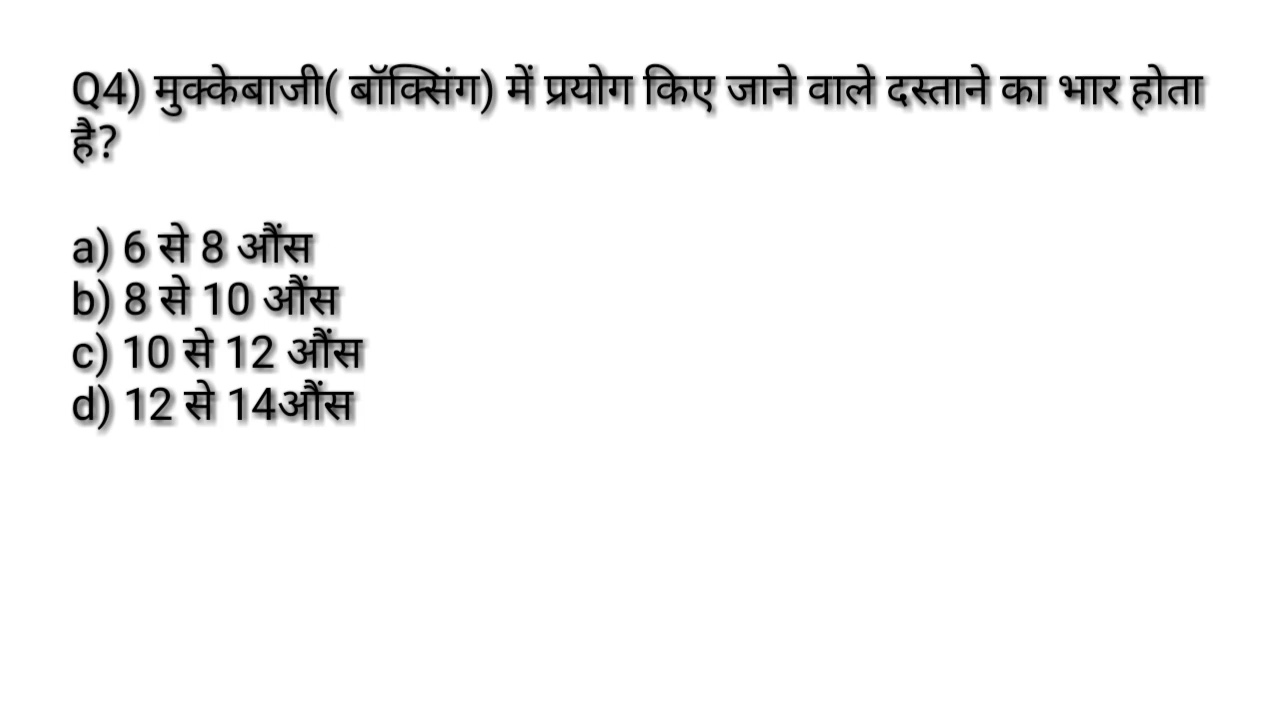 Q4) मुक्केबाजी( बॉक्सिंग) में प्रयोग किए जाने वाले दस्ताने का भार होता
है?
a) 6 से 8 औंस
b) 8 से 10 औंस
c) 10 से 12 औंस
d) 12 से 14औंस